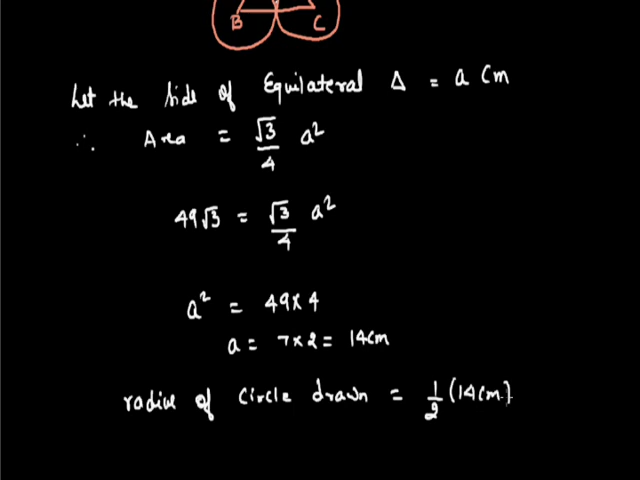 B C
Let the Side of Equilateral Δ = a Cm
∴ Area = √3/4 a²
49√3 = √3/4 a²
a² = 49×4
a = 7×2 = 14cm
radius of Circle drawn = 1/2 (14cm)